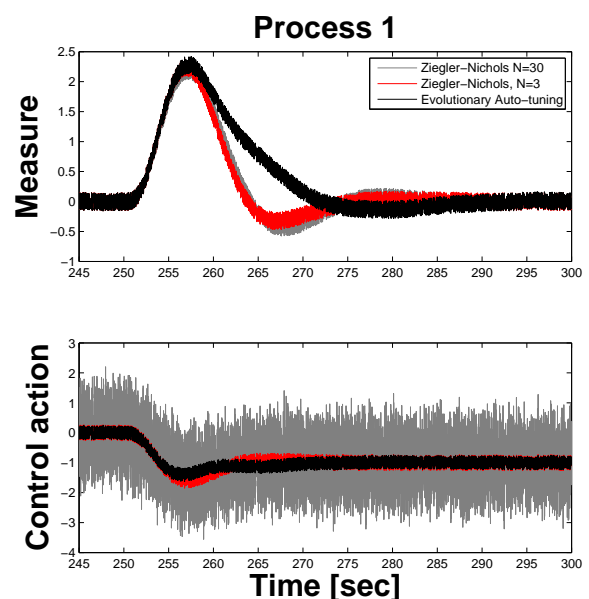 Process 1
Measure
2.5
2
1.5
1
0.5
0
−0.5
−1
245 250 255 260 265 270 275 280 285 290 295 300
Ziegler−Nichols N=30
Ziegler−Nichols, N=3
Evolutionary Auto−tuning
Control action
3
2
1
0
−1
−2
−3
−4
245 250 255 260 265 270 275 280 285 290 295 300
Time [sec]